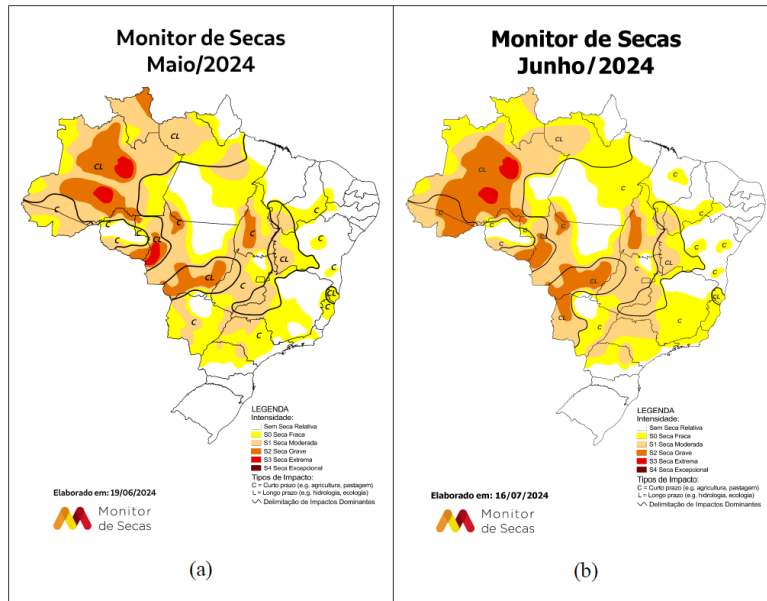 Monitor de Secas
Maio/2024
CL
CL
C
C
C
C
CL
C
C
CL
CL
C
CL
C
C
C
LEGENDA
Intensidade:
Sem Seca Relativa
S0 Seca Fraca
S1 Seca Moderada
S2 Seca Grave
S3 Seca Extrema
S4 Seca Excepcional
Tipos de Impacto:
C = Curto prazo (e.g. agricultura, pastagem)
L = Longo prazo (e.g. hidrologia, ecologia)
Delimitação de Impactos Dominantes
Elaborado em: 19/06/2024
Monitor
de Secas
(a)
Monitor de Secas
Junho/2024
CL
CL
C
C
C
C
C
C
C
CL
C
CL
C
CL
CL
C
C
C
LEGENDA
Intensidade:
Sem Seca Relativa
S0 Seca Fraca
S1 Seca Moderada
S2 Seca Grave
S3 Seca Extrema
S4 Seca Excepcional
Tipos de Impacto:
C = Curto prazo (e.g. agricultura, pastagem)
L = Longo prazo (e.g. hidrologia, ecologia)
Delimitação de Impactos Dominantes
Elaborado em: 16/07/2024
Monitor
de Secas
(b)